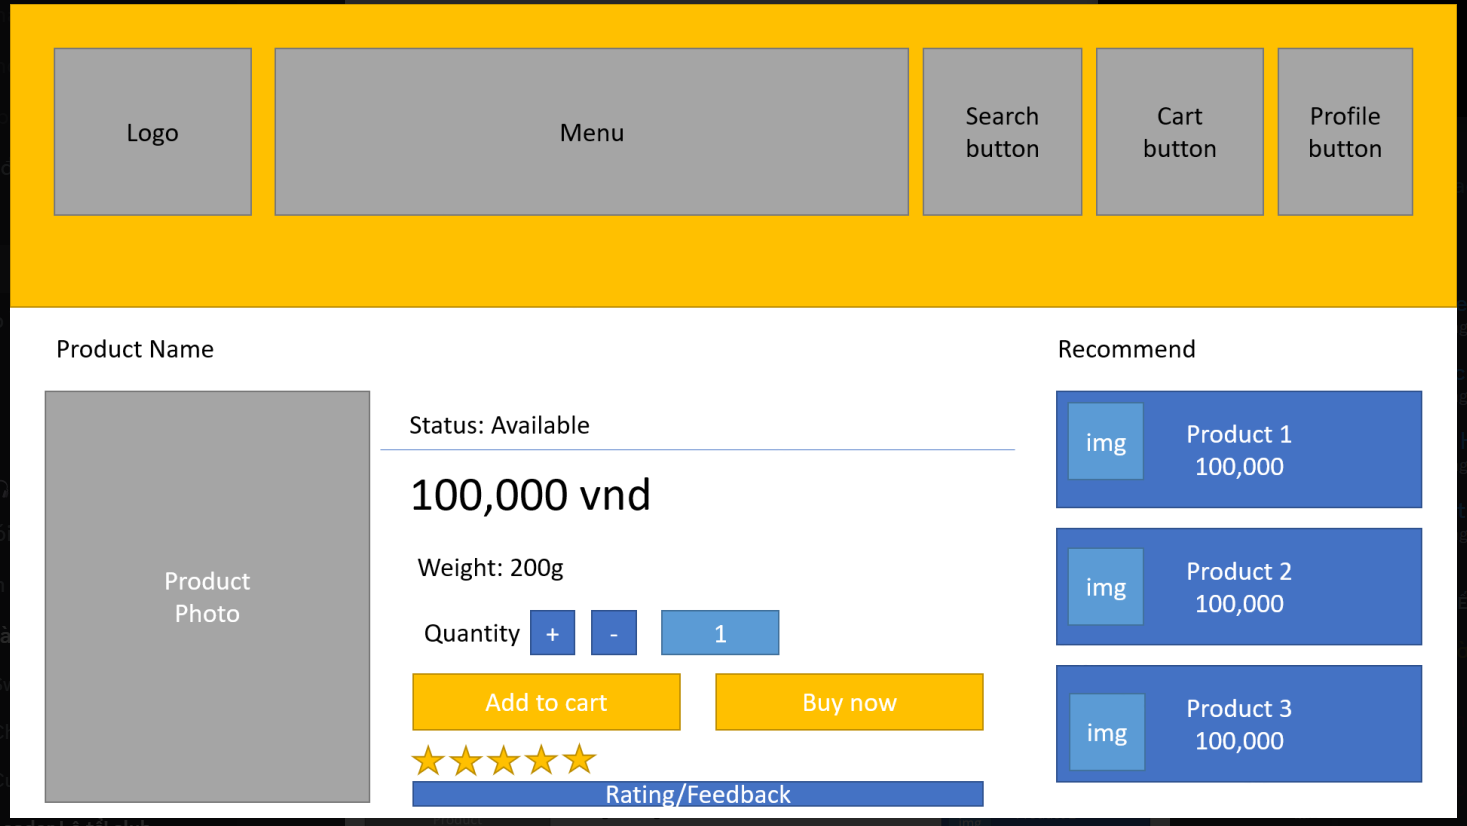 Logo
Menu
Search
button
Cart
button
Profile
button
Product Name
Recommend
Product
Photo
Status: Available
100,000 vnd
Weight: 200g
Quantity + - 1
Add to cart
Buy now
Rating/Feedback
img
Product 1
100,000
img
Product 2
100,000
img
Product 3
100,000